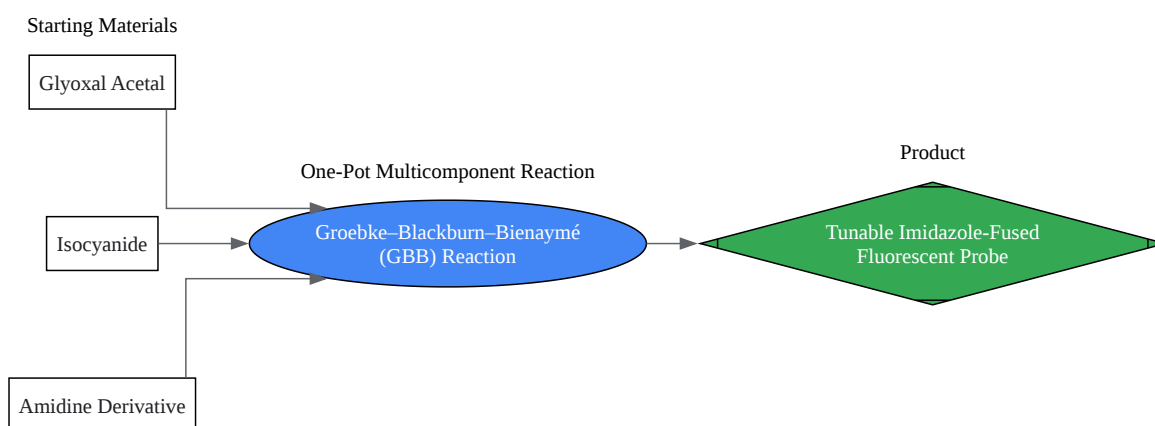 Starting Materials
Glyoxal Acetal
Isocyanide
Amidine Derivative
One-Pot Multicomponent Reaction
Groebke–Blackburn–Bienaymé
(GBB) Reaction
Product
Tunable Imidazole-Fused
Fluorescent Probe